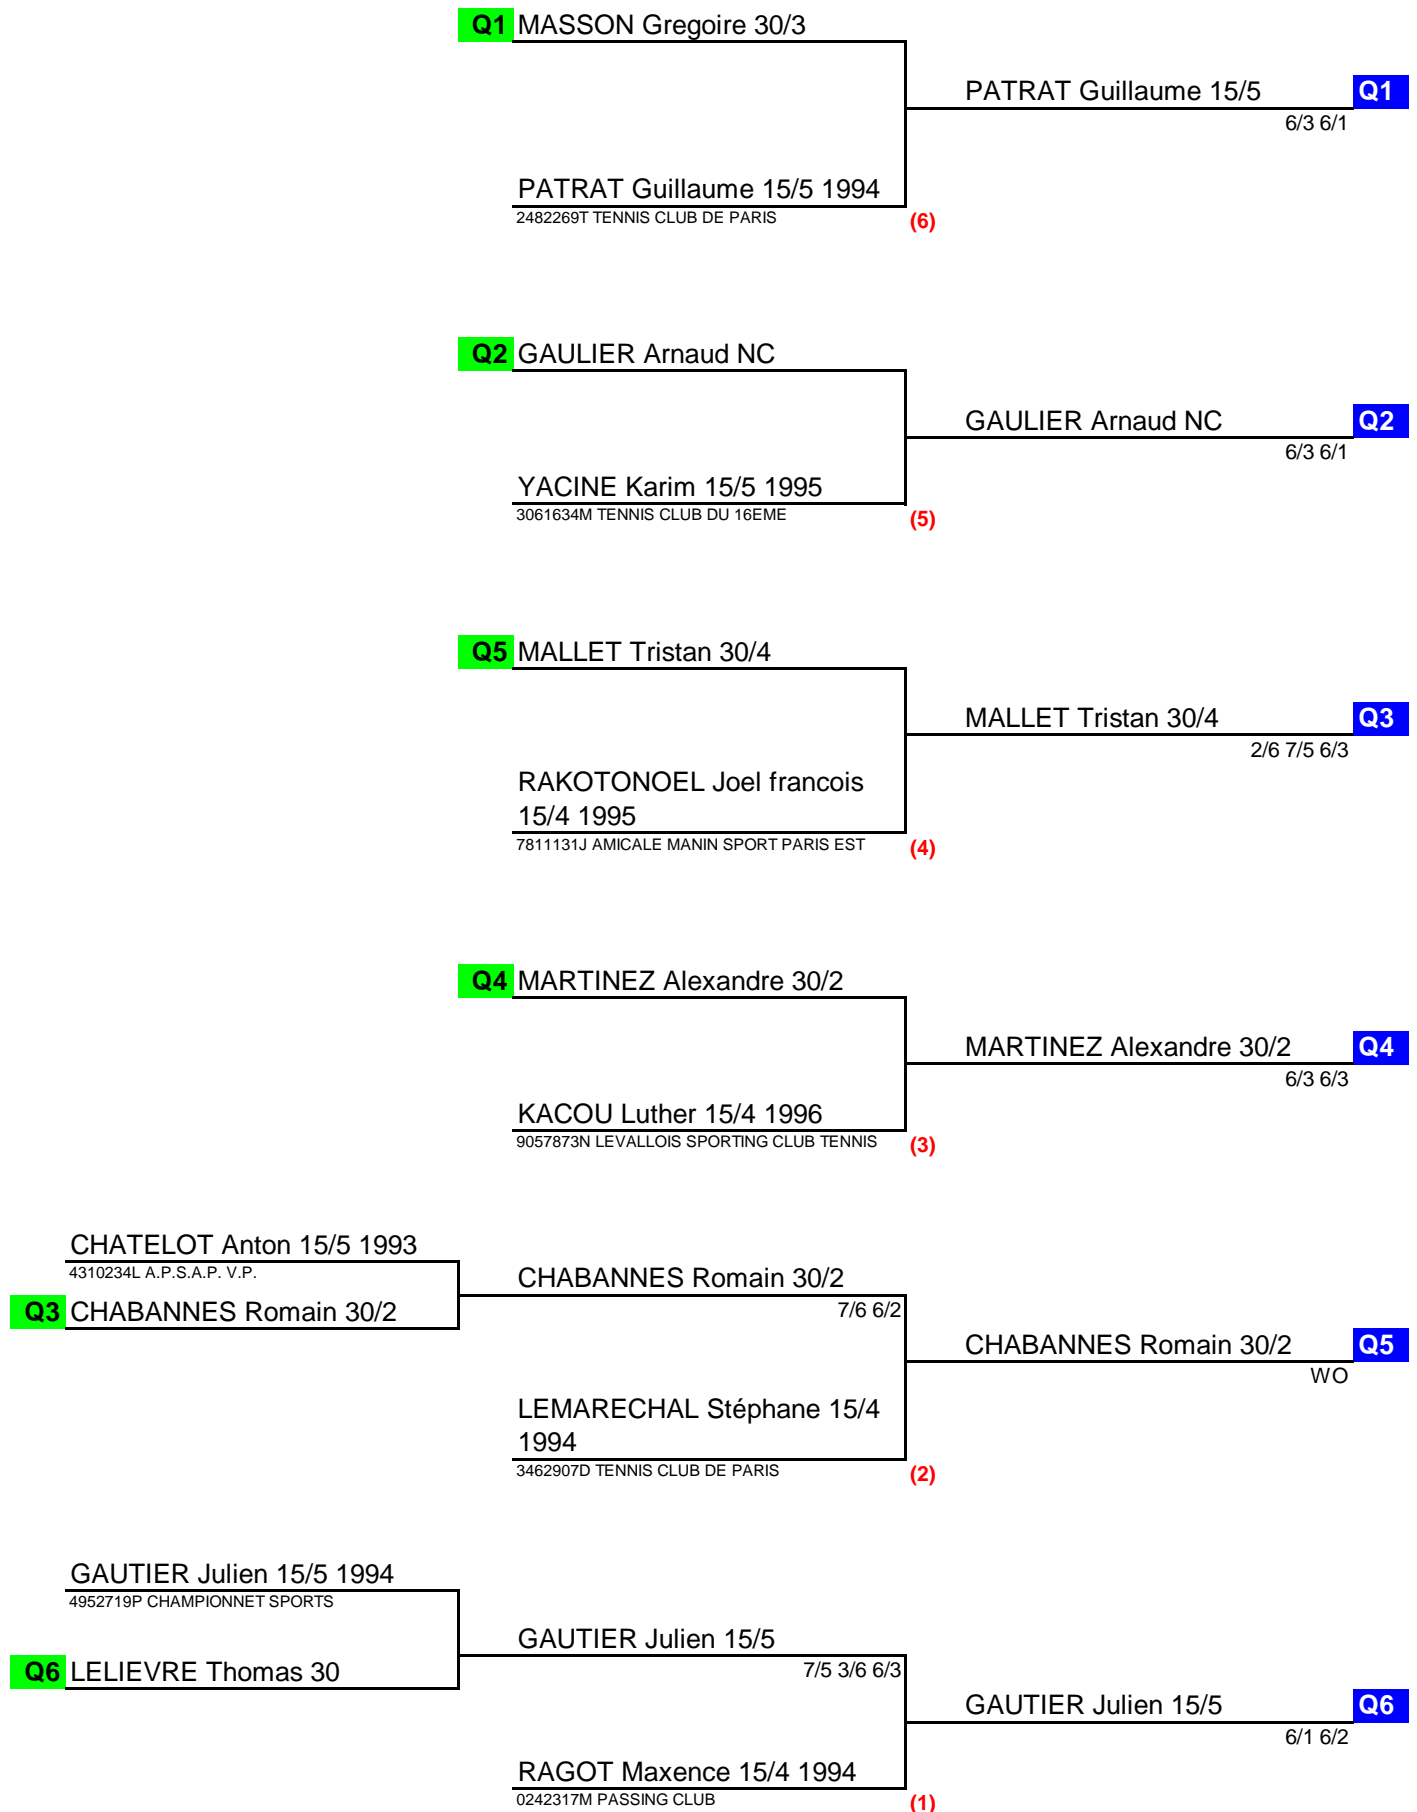 Q1 MASSON Gregoire 30/3
PATRAT Guillaume 15/5 Q1
6/3 6/1
PATRAT Guillaume 15/5 1994
2482269T TENNIS CLUB DE PARIS
(6)
Q2 GAULIER Arnaud NC
GAULIER Arnaud NC Q2
6/3 6/1
YACINE Karim 15/5 1995
3061634M TENNIS CLUB DU 16EME
(5)
Q5 MALLET Tristan 30/4
MALLET Tristan 30/4 Q3
2/6 7/5 6/3
RAKOTONOEL Joel francois
15/4 1995
7811131J AMICALE MANIN SPORT PARIS EST
(4)
Q4 MARTINEZ Alexandre 30/2
MARTINEZ Alexandre 30/2 Q4
6/3 6/3
KACOU Luther 15/4 1996
9057873N LEVALLOIS SPORTING CLUB TENNIS
(3)
CHATELOT Anton 15/5 1993
4310234L A.P.S.A.P. V.P.
CHABANNES Romain 30/2
Q3 CHABANNES Romain 30/2
7/6 6/2
CHABANNES Romain 30/2 Q5
WO
LEMARECHAL Stéphane 15/4
1994
3462907D TENNIS CLUB DE PARIS
(2)
GAUTIER Julien 15/5 1994
4952719P CHAMPIONNET SPORTS
GAUTIER Julien 15/5
Q6 LELIEVRE Thomas 30
7/5 3/6 6/3
GAUTIER Julien 15/5 Q6
6/1 6/2
RAGOT Maxence 15/4 1994
0242317M PASSING CLUB
(1)